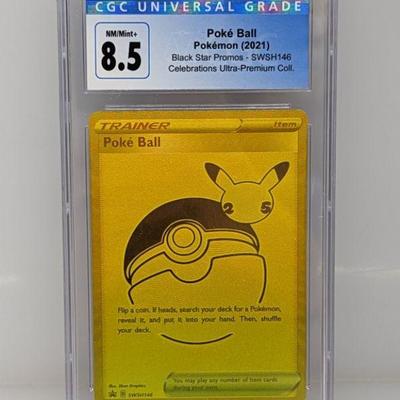 CGC UNIVERSAL GRADE
NM/Mint+
8.5
Poké Ball
Pokémon (2021)
Black Star Promos - SWSH146
Celebrations Ultra-Premium Coll.
TRAINER
Item
Poké Ball
25
Flip a coin. If heads, search your deck for a Pokémon,
reveal it, and put it into your hand. Then, shuffle
your deck.
You may play any number of Item cards
during your turn.
SWSH146